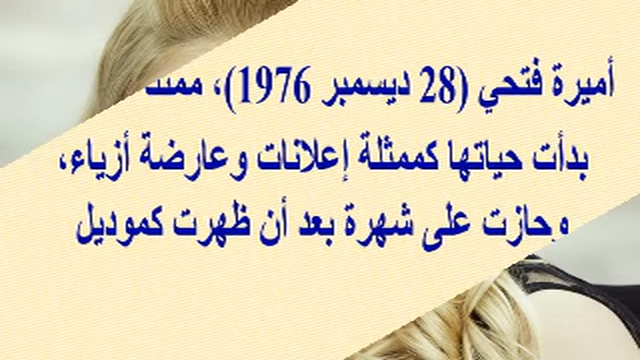 أميرة فتحي (28 ديسمبر 1976)،
بدأت حياتها كممثلة إعلانات وعارضة أزياء،
وحازت على شهرة بعد أن ظهرت كموديل